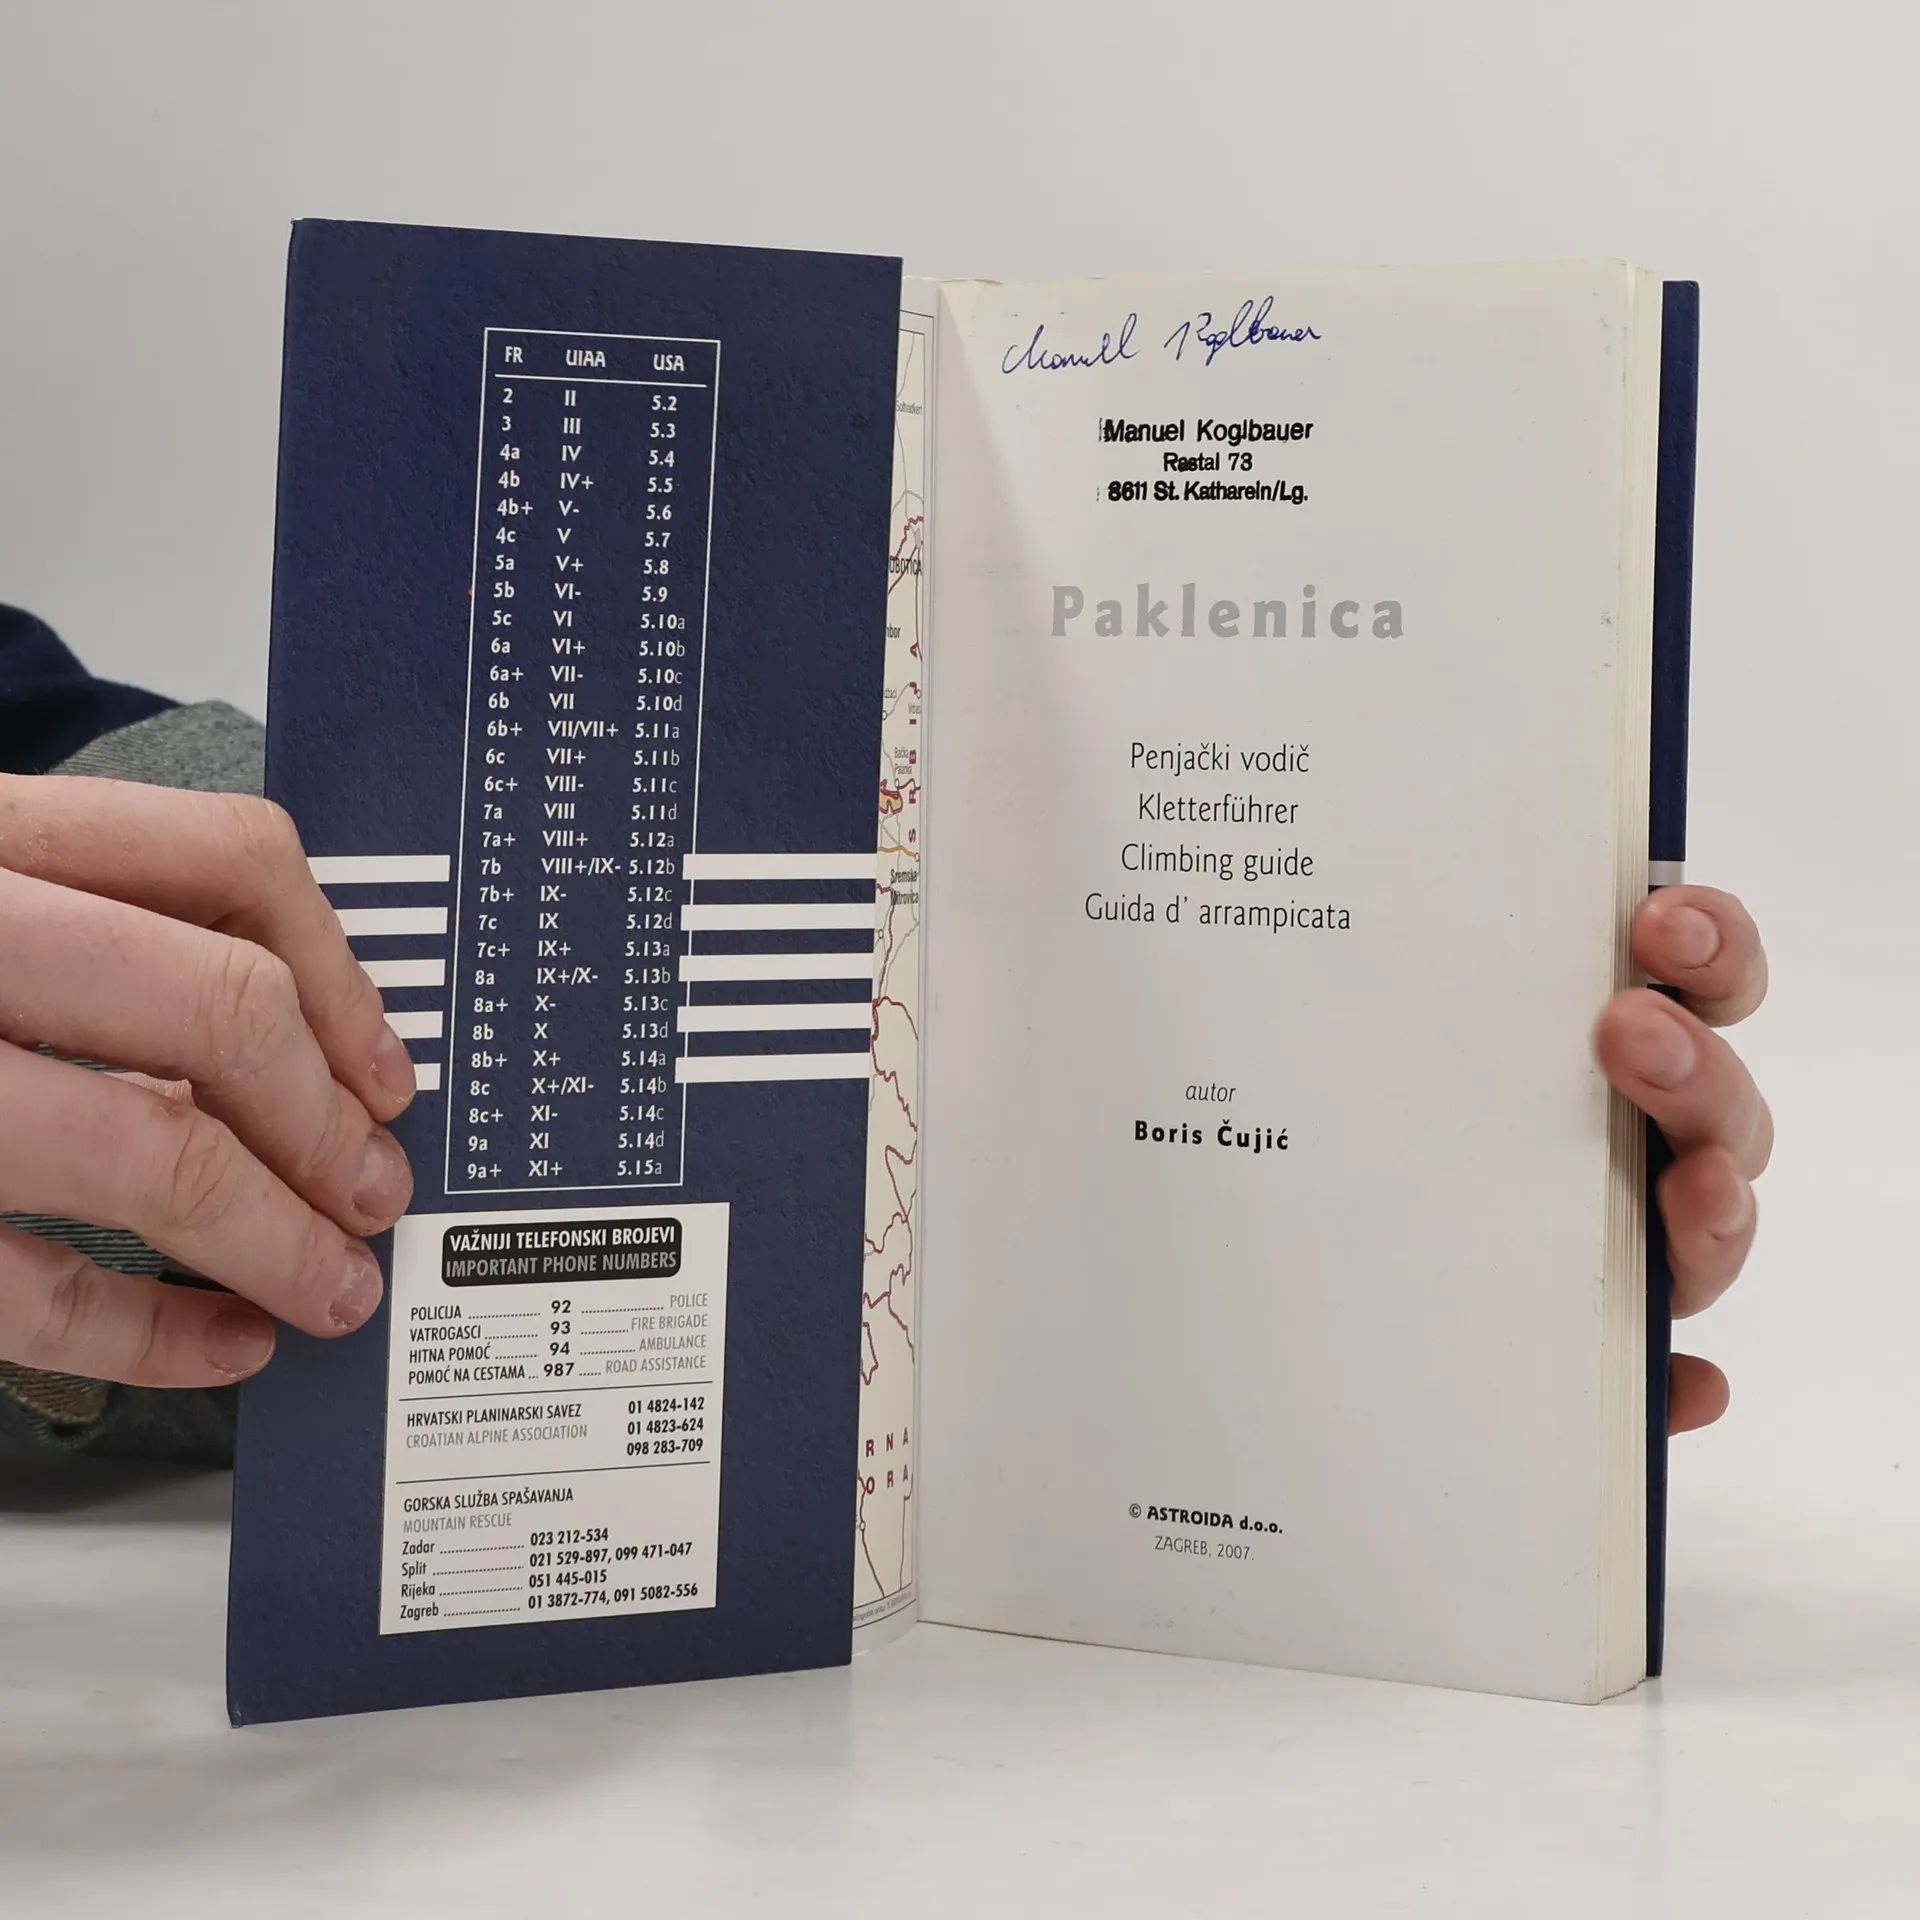 FR UIAA USA
2 II 5.2
3 III 5.3
4a IV 5.4
4b IV+ 5.5
4b+ V- 5.6
4c V 5.7
5a V+ 5.8
5b VI- 5.9
5c VI 5.10a
6a VI+ 5.10b
6a+ VII- 5.10c
6b VII 5.10d
6b+ VII/VII+ 5.11a
6c VII+ 5.11b
6c+ VIII- 5.11c
7a VIII 5.11d
7a+ VIII+ 5.12a
7b VIII+/IX- 5.12b
7b+ IX- 5.12c
7c IX 5.12d
7c+ IX+ 5.13a
8a IX+/X- 5.13b
8a+ X- 5.13c
8b X 5.13d
8b+ X+ 5.14a
8c X+/XI- 5.14b
8c+ XI- 5.14c
9a XI 5.14d
9a+ XI+ 5.15a
VAŽNIJI TELEFONSKI BROJEVI
IMPORTANT PHONE NUMBERS
POLICIJA .................. 92 .................... POLICE
VATROGASCI ............. 93 ............ FIRE BRIGADE
HITNA POMOĆ ........... 94 ............. AMBULANCE
POMOĆ NA CESTAMA ... 987 ...... ROAD ASSISTANCE
HRVATSKI PLANINARSKI SAVEZ 01 4824-142
CROATIAN ALPINE ASSOCIATION 01 4823-624
098 283-709
GORSKA SLUŽBA SPAŠAVANJA
MOUNTAIN RESCUE
Zadar ..................... 023 212-534
Split ....................... 021 529-897, 099 471-047
Rijeka .................... 051 445-015
Zagreb ................... 01 3872-774, 091 5082-556
Sremska
Mitrovica
Bačka
Palanka
R N A
O R A
Manuel Koglbauer
Manuel Koglbauer
Rastal 73
8611 St. Kathareln/Lg.
Paklenica
Penjački vodič
Kletterführer
Climbing guide
Guida d' arrampicata
autor
Boris Čujić
© ASTROIDA d.o.o.
ZAGREB, 2007.